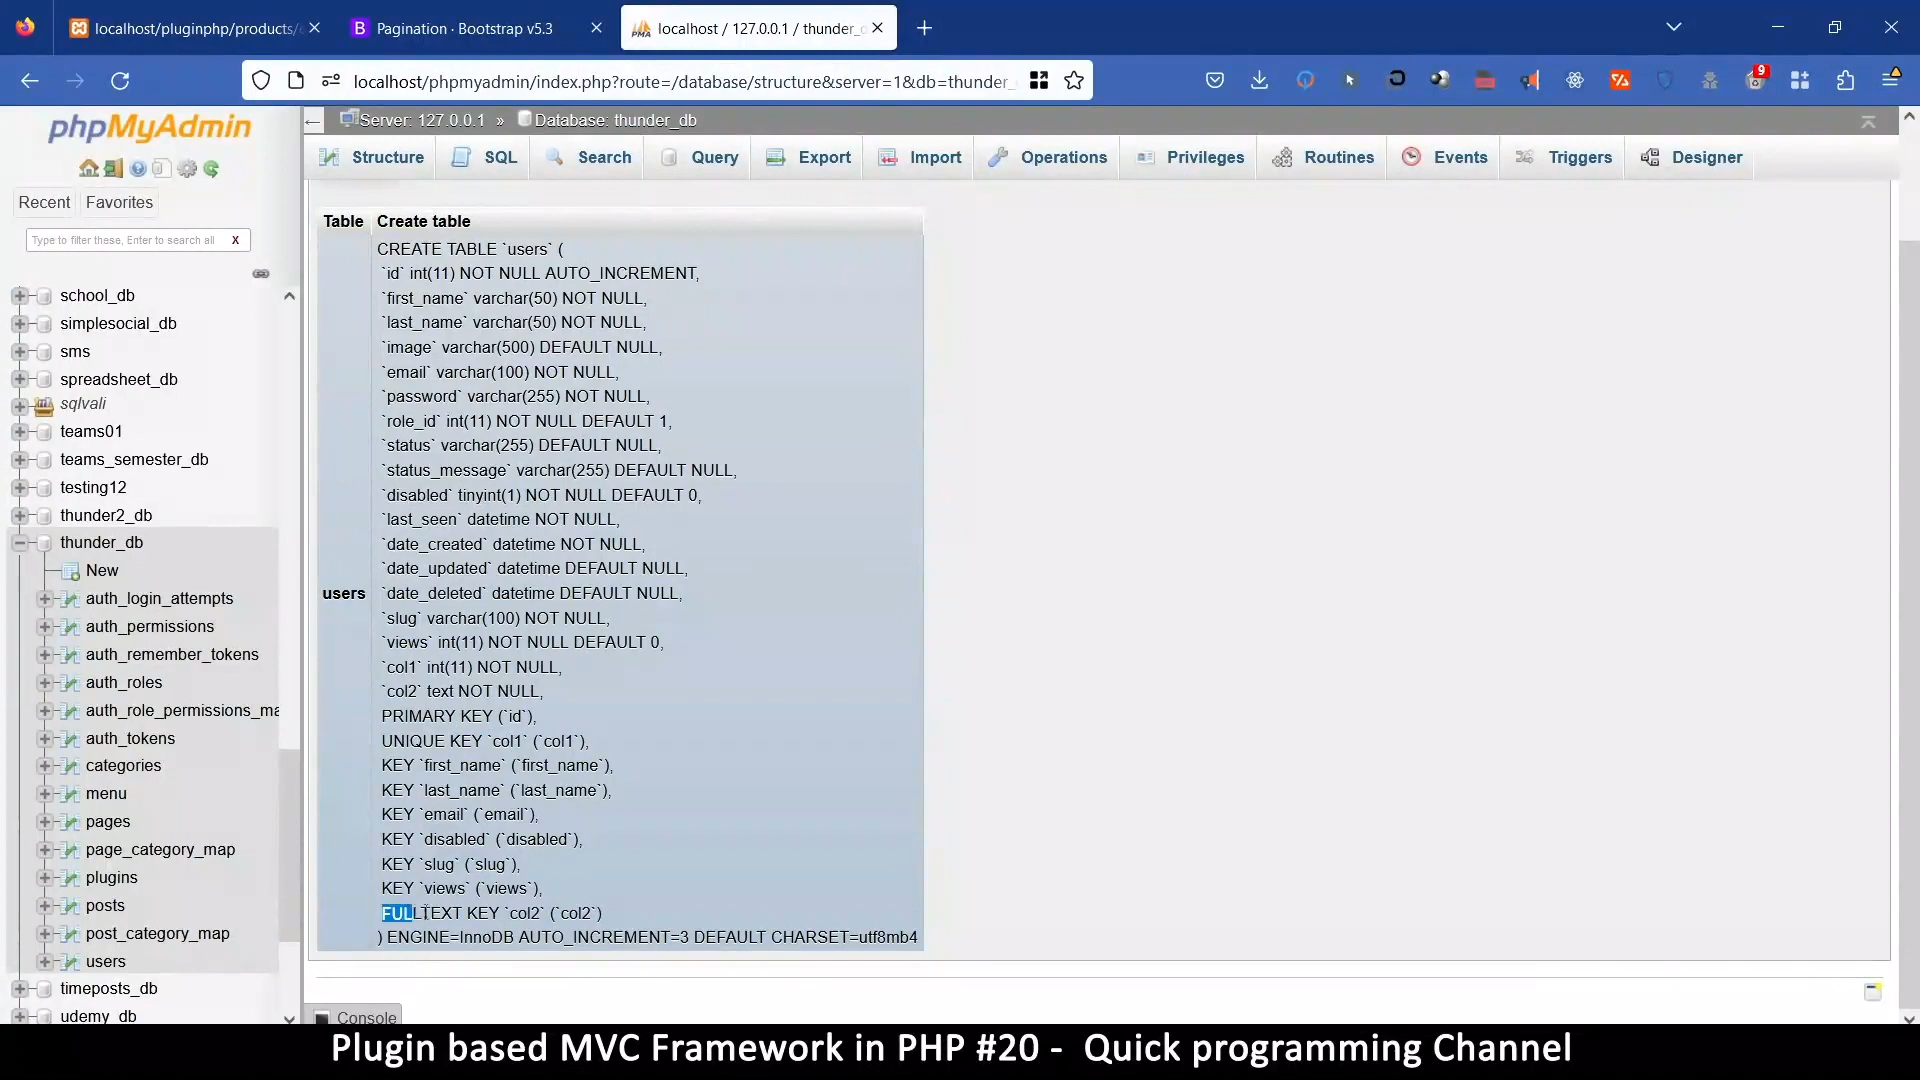 localhost/pluginphp/products/
Pagination · Bootstrap v5.3
localhost / 127.0.0.1 / thunder_
localhost/phpmyadmin/index.php?route=/database/structure&server=1&db=thunder_
9
phpMyAdmin
Recent Favorites
Type to filter these, Enter to search all X
school_db
simplesocial_db
sms
spreadsheet_db
sqlvali
teams01
teams_semester_db
testing12
thunder2_db
thunder_db
New
auth_login_attempts
auth_permissions
auth_remember_tokens
auth_roles
auth_role_permissions_ma
auth_tokens
categories
menu
pages
page_category_map
plugins
posts
post_category_map
users
timeposts_db
udemy_db
Server: 127.0.0.1 » Database: thunder_db
Structure SQL Search Query Export Import Operations Privileges Routines Events Triggers Designer
Table Create table
users
CREATE TABLE `users` (
`id` int(11) NOT NULL AUTO_INCREMENT,
`first_name` varchar(50) NOT NULL,
`last_name` varchar(50) NOT NULL,
`image` varchar(500) DEFAULT NULL,
`email` varchar(100) NOT NULL,
`password` varchar(255) NOT NULL,
`role_id` int(11) NOT NULL DEFAULT 1,
`status` varchar(255) DEFAULT NULL,
`status_message` varchar(255) DEFAULT NULL,
`disabled` tinyint(1) NOT NULL DEFAULT 0,
`last_seen` datetime NOT NULL,
`date_created` datetime NOT NULL,
`date_updated` datetime DEFAULT NULL,
`date_deleted` datetime DEFAULT NULL,
`slug` varchar(100) NOT NULL,
`views` int(11) NOT NULL DEFAULT 0,
`col1` int(11) NOT NULL,
`col2` text NOT NULL,
PRIMARY KEY (`id`),
UNIQUE KEY `col1` (`col1`),
KEY `first_name` (`first_name`),
KEY `last_name` (`last_name`),
KEY `email` (`email`),
KEY `disabled` (`disabled`),
KEY `slug` (`slug`),
KEY `views` (`views`),
FULLTEXT KEY `col2` (`col2`)
) ENGINE=InnoDB AUTO_INCREMENT=3 DEFAULT CHARSET=utf8mb4
Console
Plugin based MVC Framework in PHP #20 - Quick programming Channel